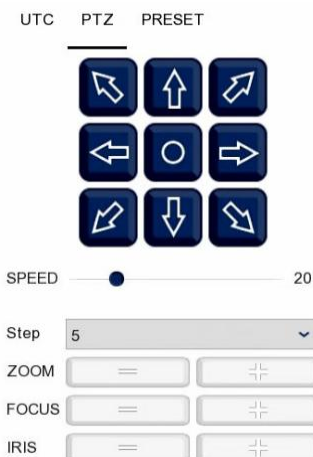 UTC PTZ PRESET
SPEED 20
Step 5
ZOOM
FOCUS
IRIS